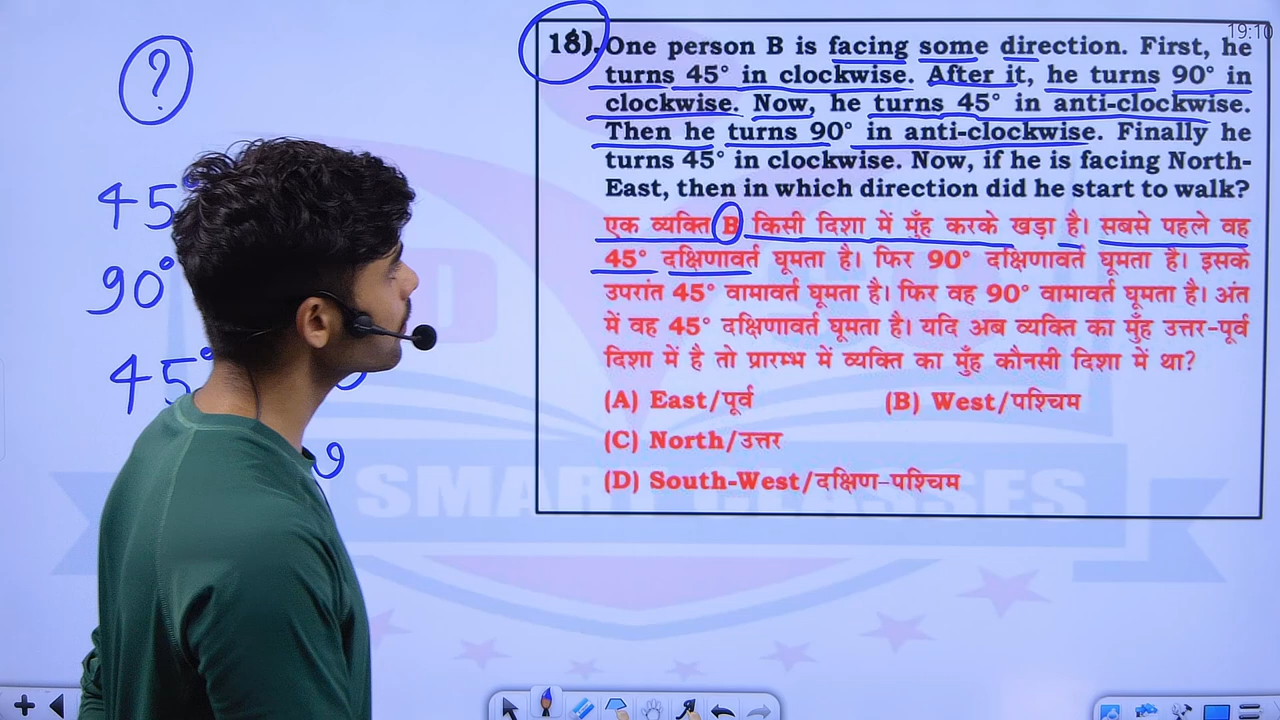 19:10
?
18). One person B is facing some direction. First, he
turns 45° in clockwise. After it, he turns 90° in
clockwise. Now, he turns 45° in anti-clockwise.
Then he turns 90° in anti-clockwise. Finally he
turns 45° in clockwise. Now, if he is facing North-
East, then in which direction did he start to walk?
एक व्यक्ति B किसी दिशा में मुँह करके खड़ा है। सबसे पहले वह
45° दक्षिणावर्त घूमता है। फिर 90° दक्षिणावर्त घूमता है। इसके
उपरांत 45° वामावर्त घूमता है। फिर वह 90° वामावर्त घूमता है। अंत
में वह 45° दक्षिणावर्त घूमता है। यदि अब व्यक्ति का मुँह उत्तर-पूर्व
दिशा में है तो प्रारम्भ में व्यक्ति का मुँह कौनसी दिशा में था?
(A) East/पूर्व (B) West/पश्चिम
(C) North/उत्तर
(D) South-West/दक्षिण-पश्चिम
45°
90°
45°
SMART CLASSES